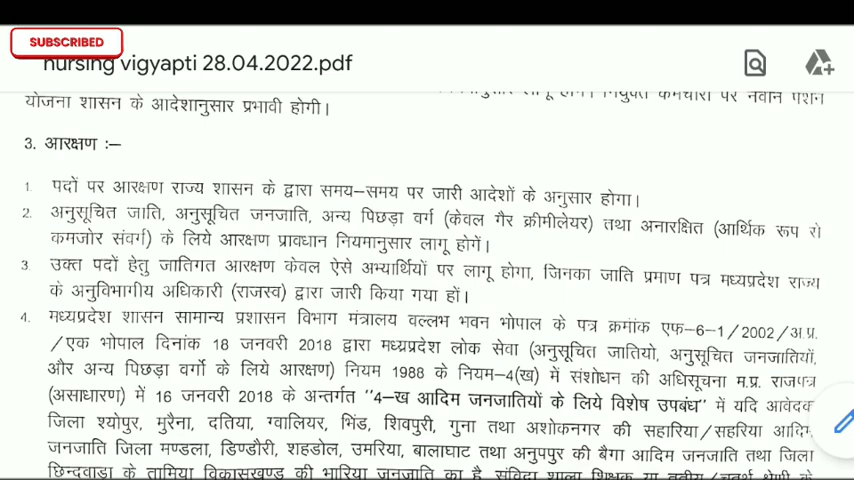 SUBSCRIBED
nursing vigyapti 28.04.2022.pdf
योजना शासन के आदेशानुसार प्रभावी होगी।
3. आरक्षण :–
1. पदों पर आरक्षण राज्य शासन के द्वारा समय–समय पर जारी आदेशों के अनुसार होगा।
2. अनुसूचित जाति, अनुसूचित जनजाति, अन्य पिछड़ा वर्ग (केवल गैर क्रीमीलेयर) तथा अनारक्षित (आर्थिक रूप से
कमजोर संवर्ग) के लिये आरक्षण प्रावधान नियमानुसार लागू होगें।
3. उक्त पदों हेतु जातिगत आरक्षण केवल ऐसे अभ्यार्थियों पर लागू होगा, जिनका जाति प्रमाण पत्र मध्यप्रदेश राज्य
के अनुविभागीय अधिकारी (राजस्व) द्वारा जारी किया गया हों।
4. मध्यप्रदेश शासन सामान्य प्रशासन विभाग मंत्रालय वल्लभ भवन भोपाल के पत्र क्रमांक एफ–6–1/2002/अ.प्र.
/एक भोपाल दिनांक 18 जनवरी 2018 द्वारा मध्यप्रदेश लोक सेवा (अनुसूचित जातियो, अनुसूचित जनजातियों,
और अन्य पिछड़ा वर्गो के लिये आरक्षण) नियम 1988 के नियम–4(ख) में संशोधन की अधिसूचना म.प्र. राजपत्र
(असाधारण) में 16 जनवरी 2018 के अन्तर्गत "4–ख आदिम जनजातियों के लिये विशेष उपबंध" में यदि आवेदक
जिला श्योपुर, मुरैना, दतिया, ग्वालियर, भिंड, शिवपुरी, गुना तथा अशोकनगर की सहारिया/सहरिया आदिम
जनजाति जिला मण्डला, डिण्डौरी, शहडोल, उमरिया, बालाघाट तथा अनुपपुर की बैगा आदिम जनजाति तथा जिला
छिन्दवाडा के तामिया विकासखण्ड की भारिया जनजाति का है, संविदा शाला शिक्षक या तृतीय/चतुर्थ श्रेणी के